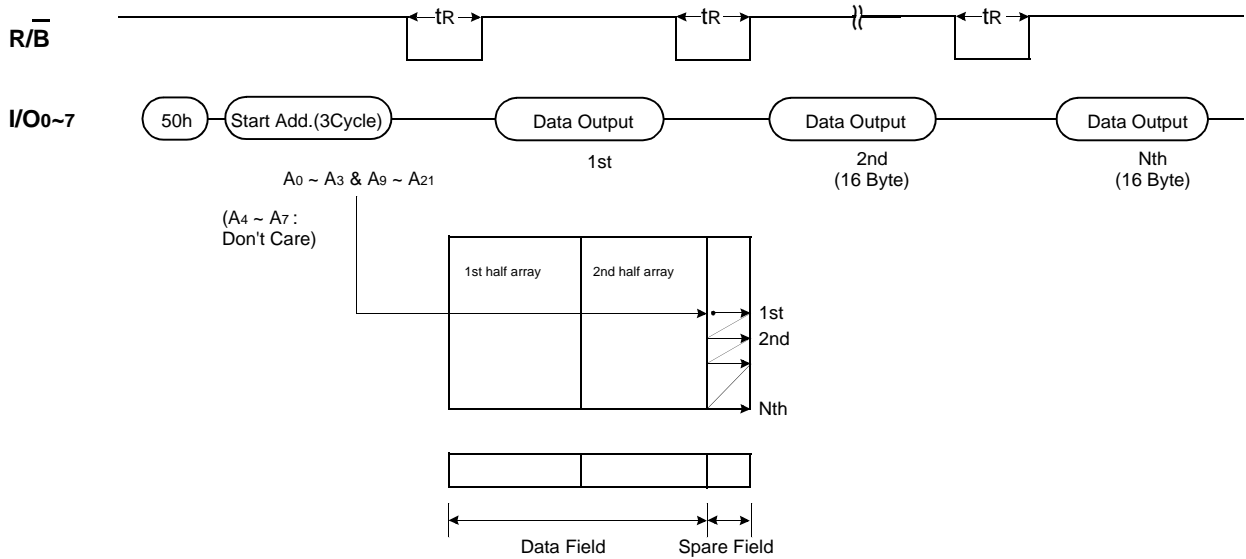 tR tR tR
R/B
I/O0~7 50h Start Add.(3Cycle) Data Output Data Output Data Output
1st 2nd Nth
(16 Byte) (16 Byte)
A0 ~ A3 & A9 ~ A21
(A4 ~ A7 :
Don't Care)
1st half array 2nd half array
1st
2nd
Nth
Data Field Spare Field